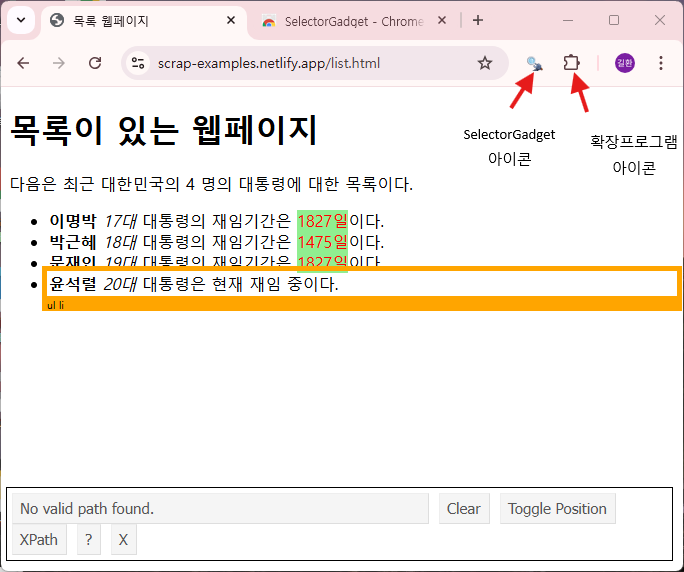 목록 웹페이지
SelectorGadget - Chrome
scrap-examples.netlify.app/list.html
길환
SelectorGadget
아이콘
확장프로그램
아이콘
목록이 있는 웹페이지
다음은 최근 대한민국의 4 명의 대통령에 대한 목록이다.
이명박 17대 대통령의 재임기간은 1827일이다.
박근혜 18대 대통령의 재임기간은 1475일이다.
문재인 19대 대통령의 재임기간은 1827일이다.
윤석렬 20대 대통령은 현재 재임 중이다.
ul li
No valid path found.
Clear
Toggle Position
XPath
?
X